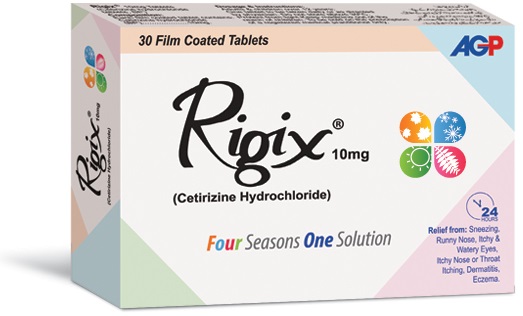 30 Film Coated Tablets
AGP
Rigix®
10mg
(Cetirizine Hydrochloride)
Four Seasons One Solution
24
HOURS
Relief from: Sneezing,
Runny Nose, Itchy &
Watery Eyes,
Itchy Nose or Throat
Itching, Dermatitis,
Eczema.
Rigix®
10mg
(Cetirizine Hydrochloride)